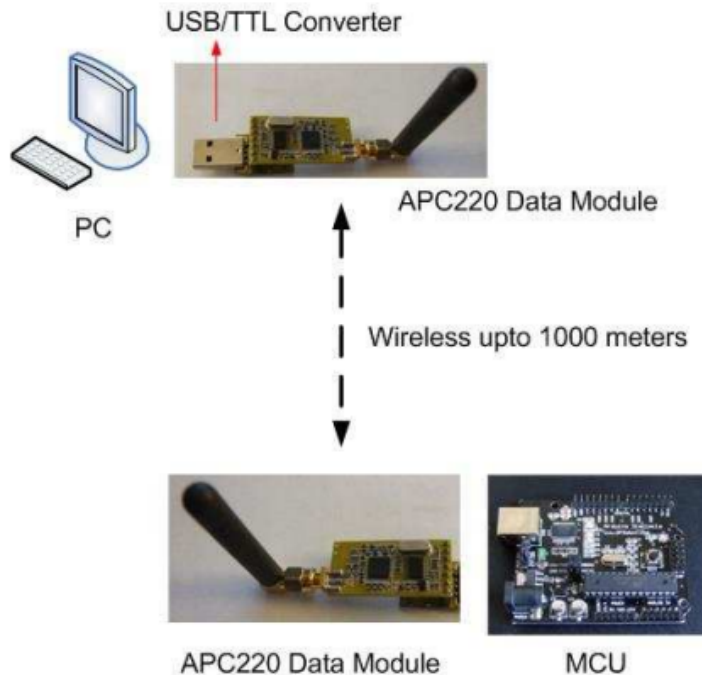 USB/TTL Converter
PC
APC220 Data Module
Wireless upto 1000 meters
APC220 Data Module
MCU